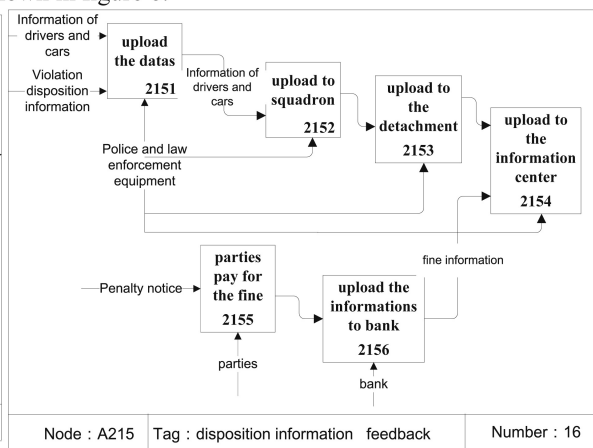 Information of
drivers and
cars
Violation
disposition
information
upload
the datas
2151
Information of
drivers and
cars
upload to
squadron
2152
upload to
the
detachment
2153
upload to
the
information
center
2154
Police and law
enforcement
equipment
Penalty notice
parties
pay for
the fine
2155
parties
upload the
informations
to bank
2156
bank
fine information
Node：A215
Tag：disposition information feedback
Number：16